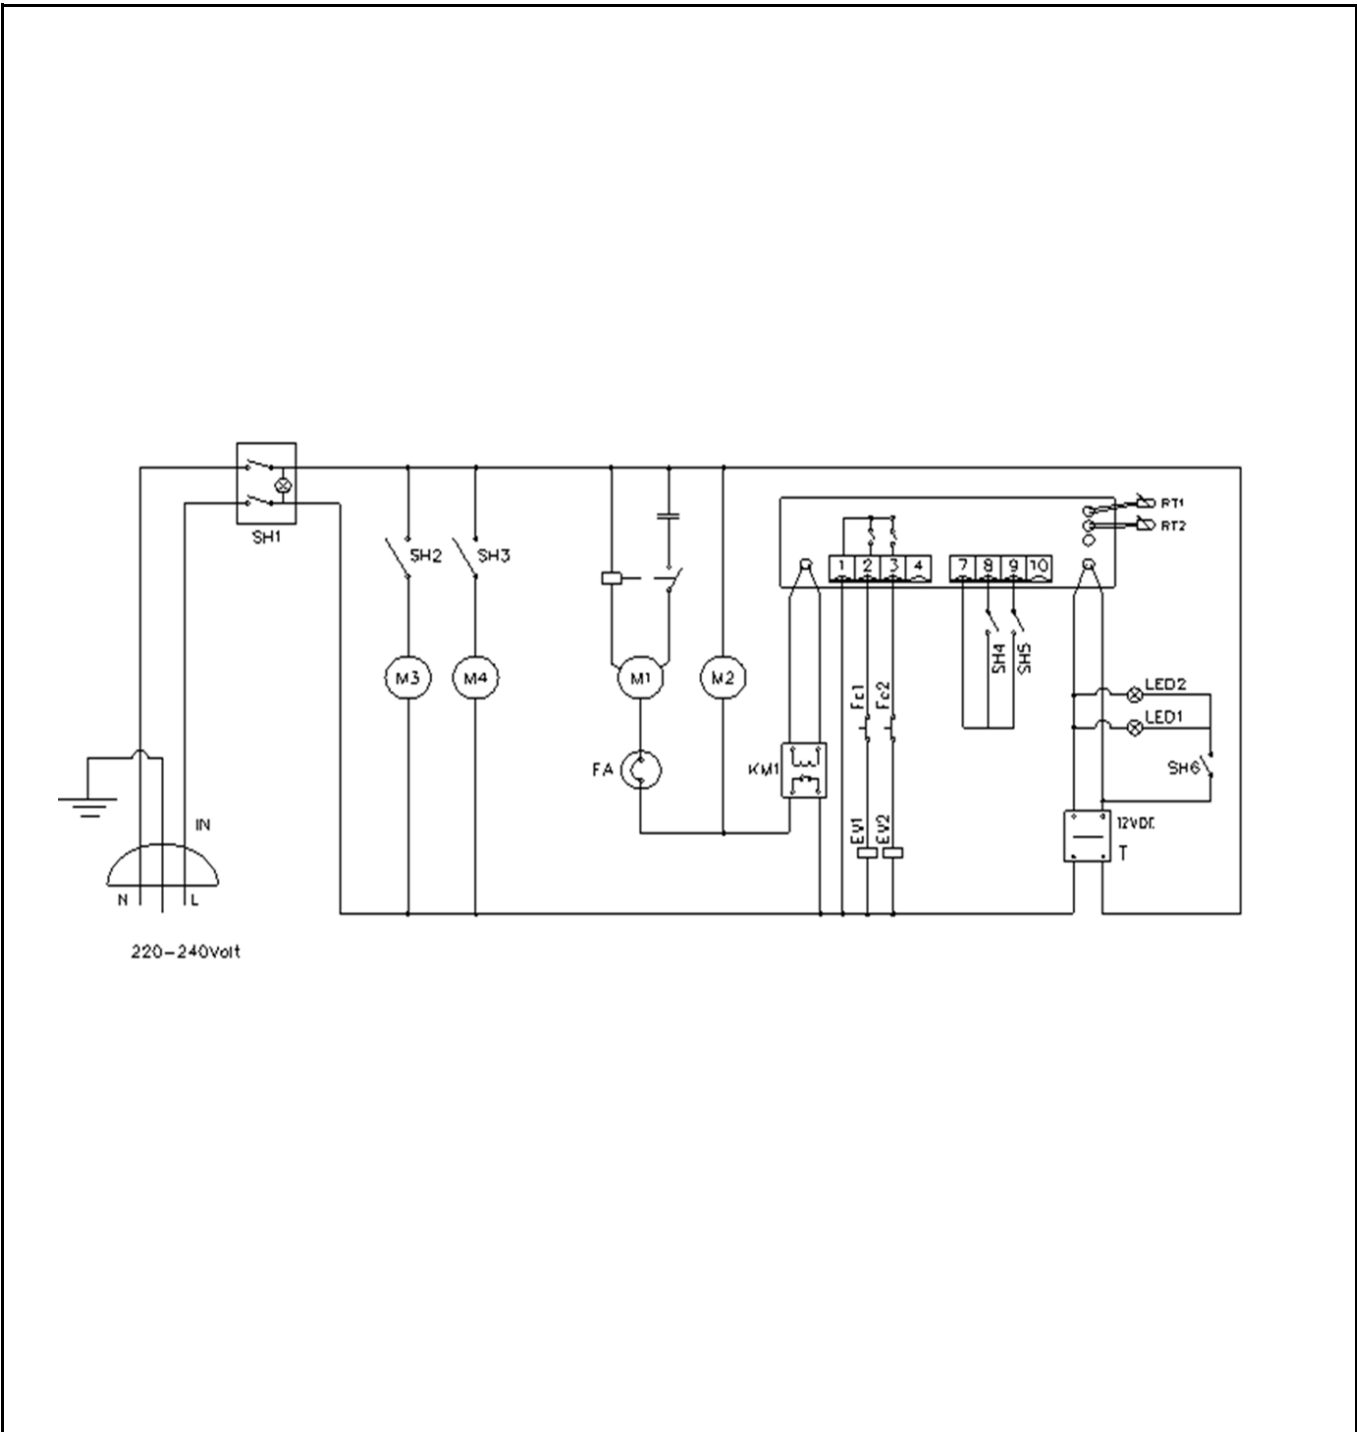 SH1
SH2
SH3
M3
M4
M1
M2
FA
KM1
1 2 3 4
7 8 9 10
RT1
RT2
SH4
SH5
Fc1
Fc2
EV1
EV2
LED2
LED1
SH6
12VDC
T
IN
N
L
220-240Volt